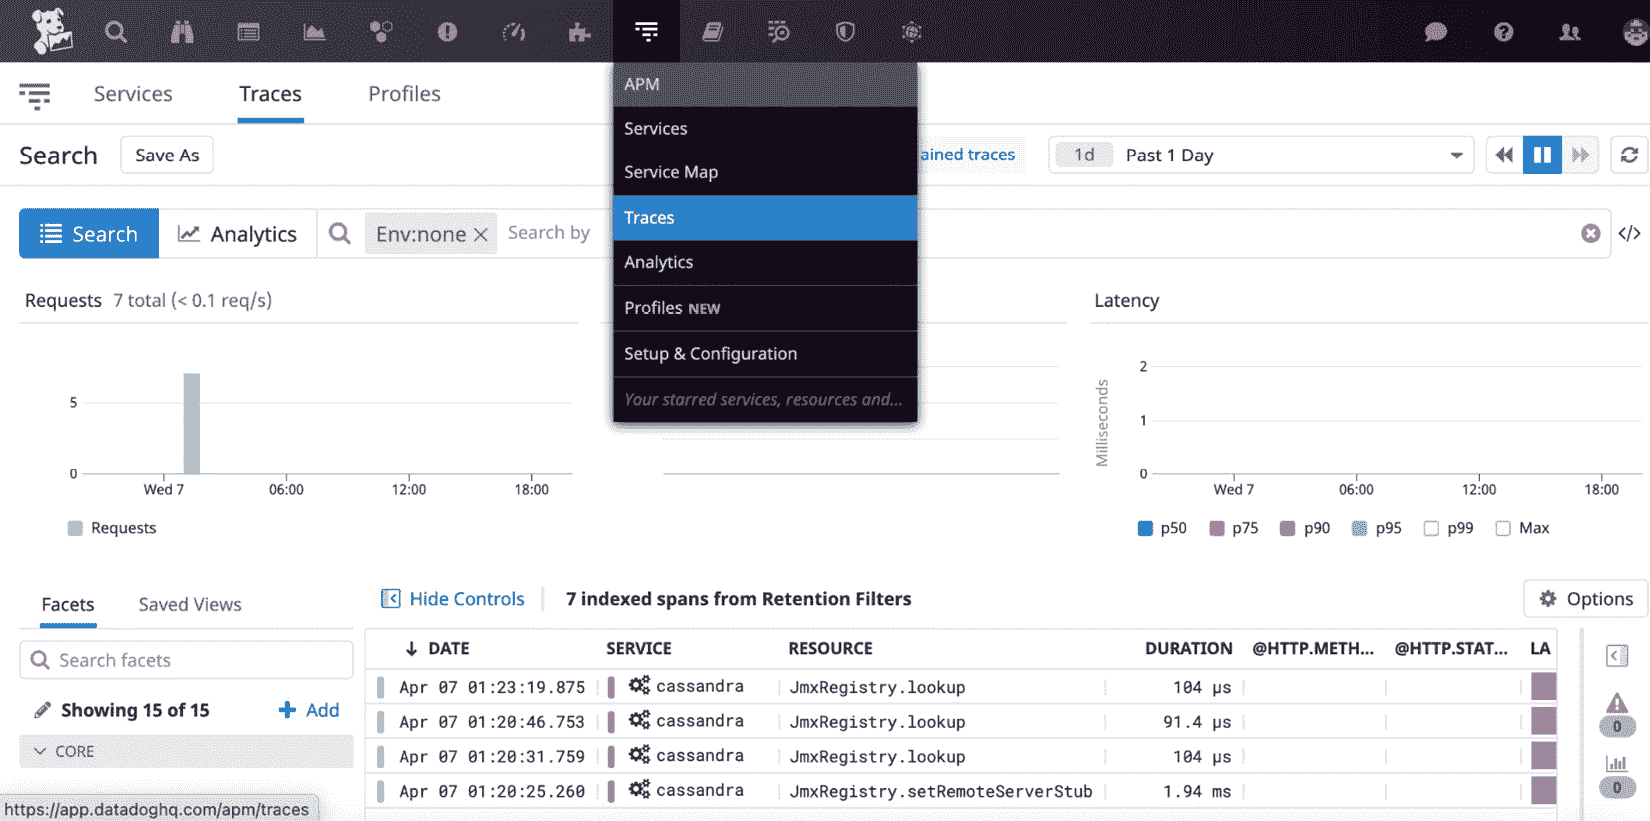 APM
Services
Service Map
Traces
Analytics
Profiles NEW
Setup & Configuration
Your starred services, resources and...
Services Traces Profiles
Search Save As ained traces 1d Past 1 Day
Search Analytics Env:none Search by </>
Requests 7 total (< 0.1 req/s)
5
0
Wed 7 06:00 12:00 18:00
Requests
Latency
Milliseconds
2
1
0
Wed 7 06:00 12:00 18:00
p50 p75 p90 p95 p99 Max
Facets Saved Views
Search facets
Showing 15 of 15 Add
CORE
Hide Controls 7 indexed spans from Retention Filters Options
DATE SERVICE RESOURCE DURATION @HTTP.METH... @HTTP.STAT... LA
Apr 07 01:23:19.875 cassandra JmxRegistry.lookup 104 µs
Apr 07 01:20:46.753 cassandra JmxRegistry.lookup 91.4 µs
Apr 07 01:20:31.759 cassandra JmxRegistry.lookup 104 µs
Apr 07 01:20:25.260 cassandra JmxRegistry.setRemoteServerStub 1.94 ms
0
0
https://app.datadoghq.com/apm/traces